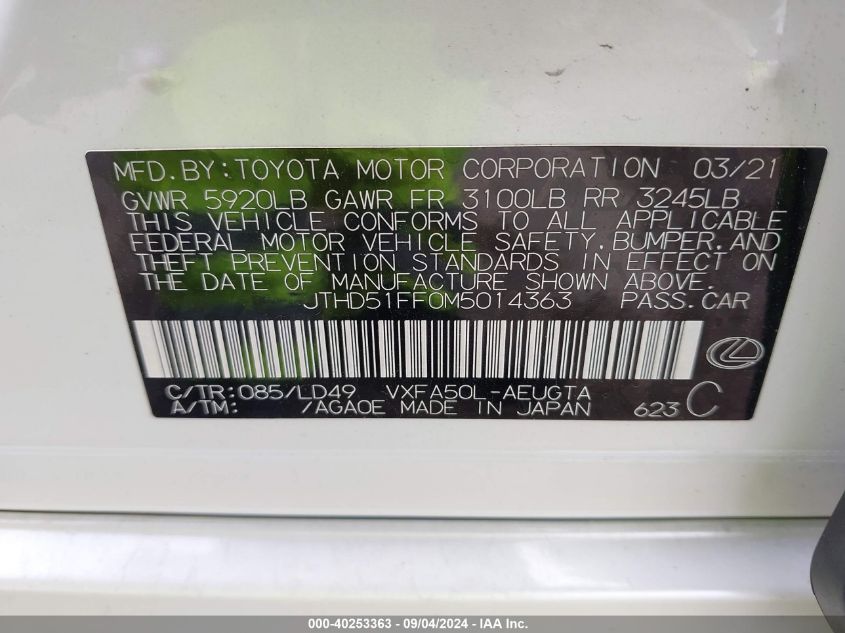 MFD.BY:TOYOTA MOTOR CORPORATION 03/21
GVWR 5920LB GAWR FR 3100LB RR 3245LB
THIS VEHICLE CONFORMS TO ALL APPLICABLE
FEDERAL MOTOR VEHICLE SAFETY,BUMPER,AND
THEFT PREVENTION STANDARDS IN EFFECT ON
THE DATE OF MANUFACTURE SHOWN ABOVE.
JTHD51FF0M5014363 PASS.CAR
C/TR:085/LD49 VXFA50L-AEUGTA
A/TM: /AGA0E MADE IN JAPAN 623 C
000-40253363 - 09/04/2024 - IAA Inc.